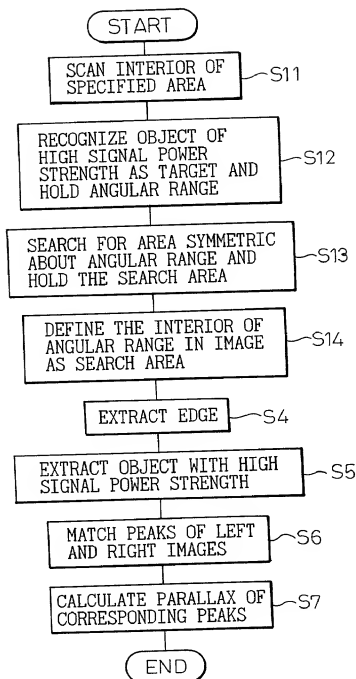 START
SCAN INTERIOR OF
SPECIFIED AREA
S11
RECOGNIZE OBJECT OF
HIGH SIGNAL POWER
STRENGTH AS TARGET AND
HOLD ANGULAR RANGE
S12
SEARCH FOR AREA SYMMETRIC
ABOUT ANGULAR RANGE AND
HOLD THE SEARCH AREA
S13
DEFINE THE INTERIOR OF
ANGULAR RANGE IN IMAGE
AS SEARCH AREA
S14
EXTRACT EDGE
S4
EXTRACT OBJECT WITH HIGH
SIGNAL POWER STRENGTH
S5
MATCH PEAKS OF LEFT
AND RIGHT IMAGES
S6
CALCULATE PARALLAX OF
CORRESPONDING PEAKS
S7
END